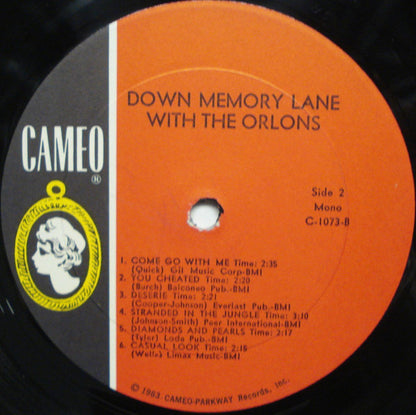 DOWN MEMORY LANE
WITH THE ORLONS
CAMEO
®
Side 2
Mono
C-1073-B
1. COME GO WITH ME Time: 2:35
(Quick) Gil Music Corp-BMI
2. YOU CHEATED Time: 2:20
(Burch) Balconeo Pub.-BMI
3. DESERIE Time: 2:21
(Cooper-Johnson) Everlast Pub.-BMI
4. STRANDED IN THE JUNGLE Time: 3:10
(Johnson-Smith) Peer International-BMI
5. DIAMONDS AND PEARLS Time: 2:17
(Tyler) Loda Pub.-BMI
6. CASUAL LOOK Time: 2:15
(Wells) Limax Music-BMI
© 1963 CAMEO-PARKWAY Records, Inc.